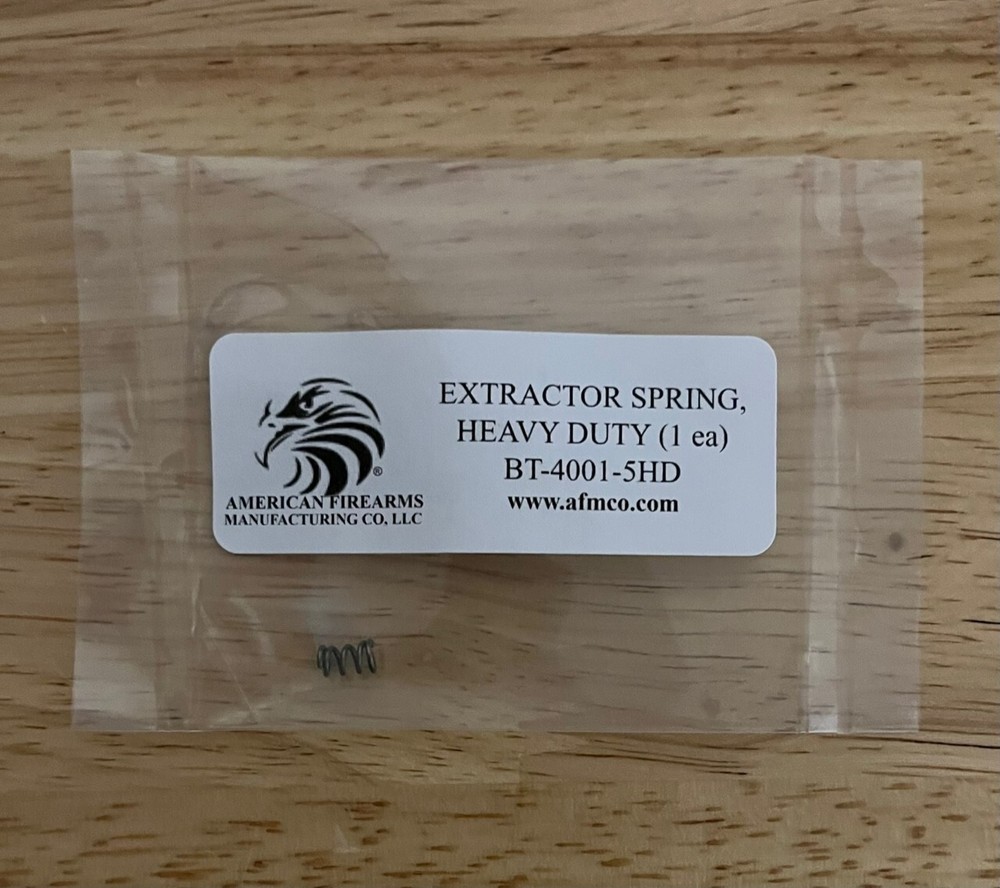 EXTRACTOR SPRING,
HEAVY DUTY (1 ea)
BT-4001-5HD
www.afmco.com
®
AMERICAN FIREARMS
MANUFACTURING CO, LLC